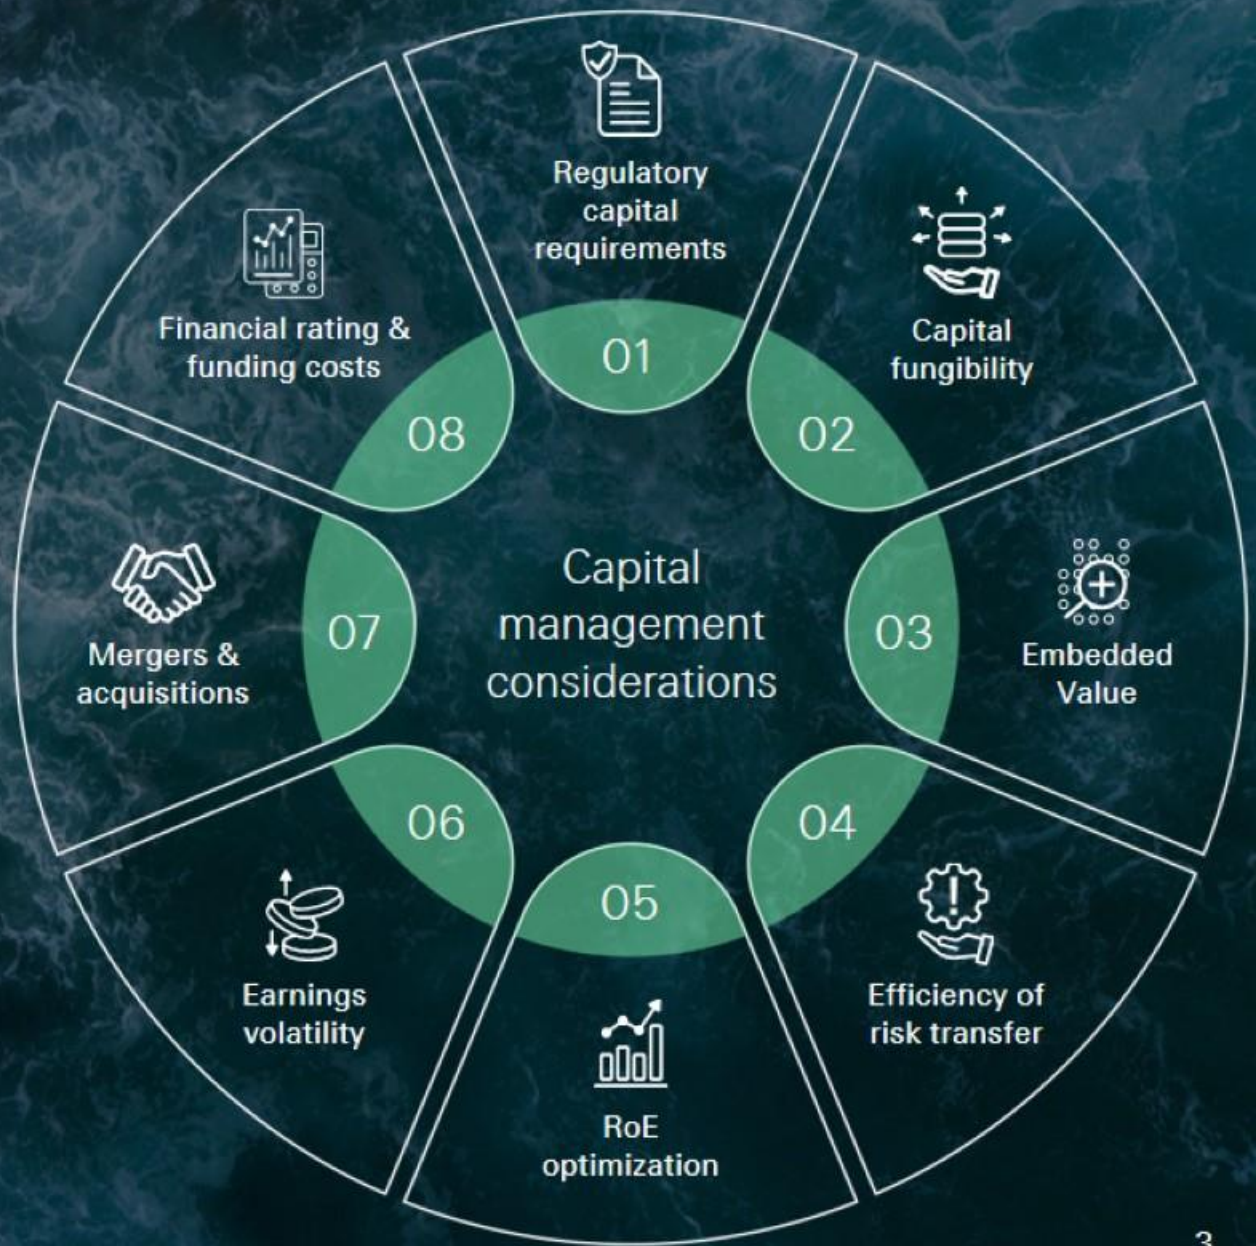 Regulatory
capital
requirements
01
Capital
fungibility
02
Embedded
Value
03
Efficiency of
risk transfer
04
RoE
optimization
05
Earnings
volatility
06
Mergers &
acquisitions
07
Financial rating &
funding costs
08
Capital
management
considerations
3